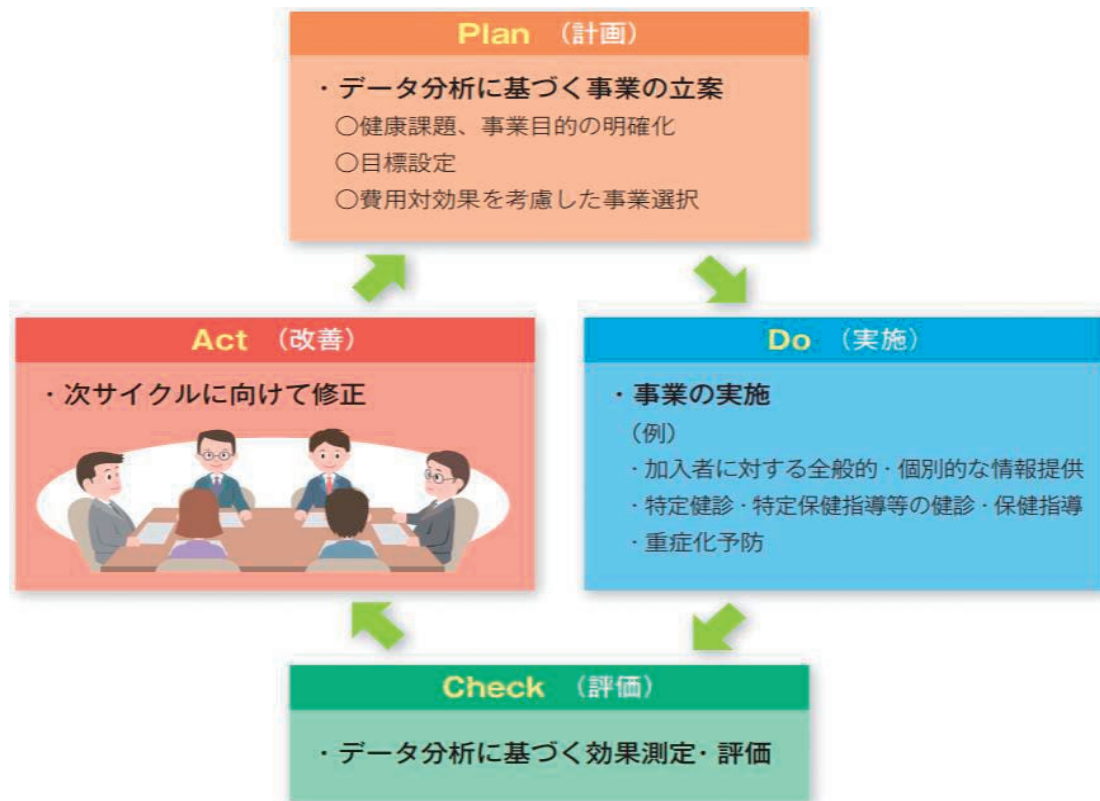 Plan （計画）
・データ分析に基づく事業の立案
○健康課題、事業目的の明確化
○目標設定
○費用対効果を考慮した事業選択
Act （改善）
・次サイクルに向けて修正
Do （実施）
・事業の実施
（例）
・加入者に対する全般的・個別的な情報提供
・特定健診・特定保健指導等の健診・保健指導
・重症化予防
Check （評価）
・データ分析に基づく効果測定・評価